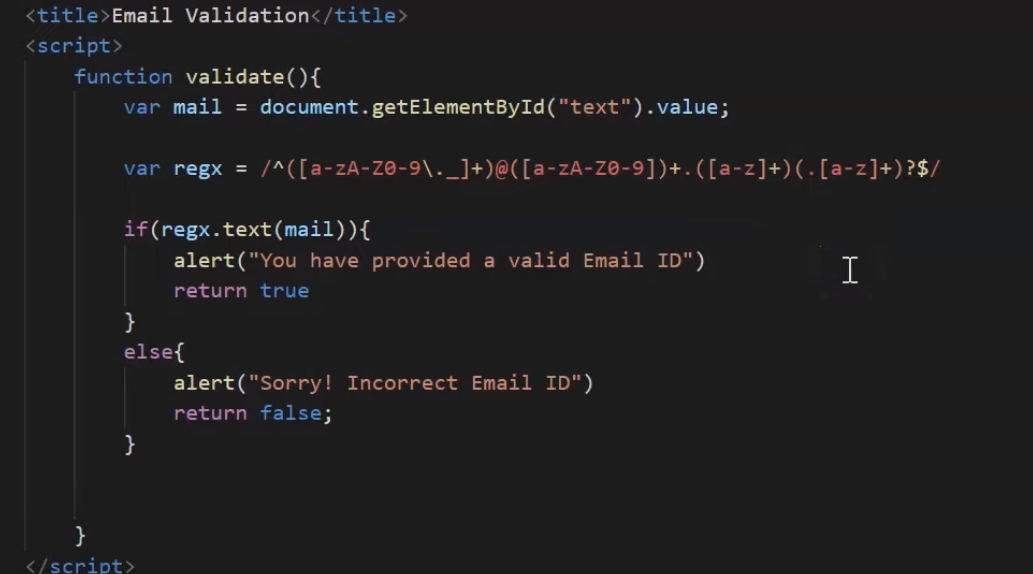 <title>Email Validation</title>
<script>
function validate(){
var mail = document.getElementById("text").value;
var regx = /^([a-zA-Z0-9\._]+)@([a-zA-Z0-9])+.([a-z]+)(.[a-z]+)?$/
if(regx.text(mail)){
alert("You have provided a valid Email ID")
return true
}
else{
alert("Sorry! Incorrect Email ID")
return false;
}
}
</script>